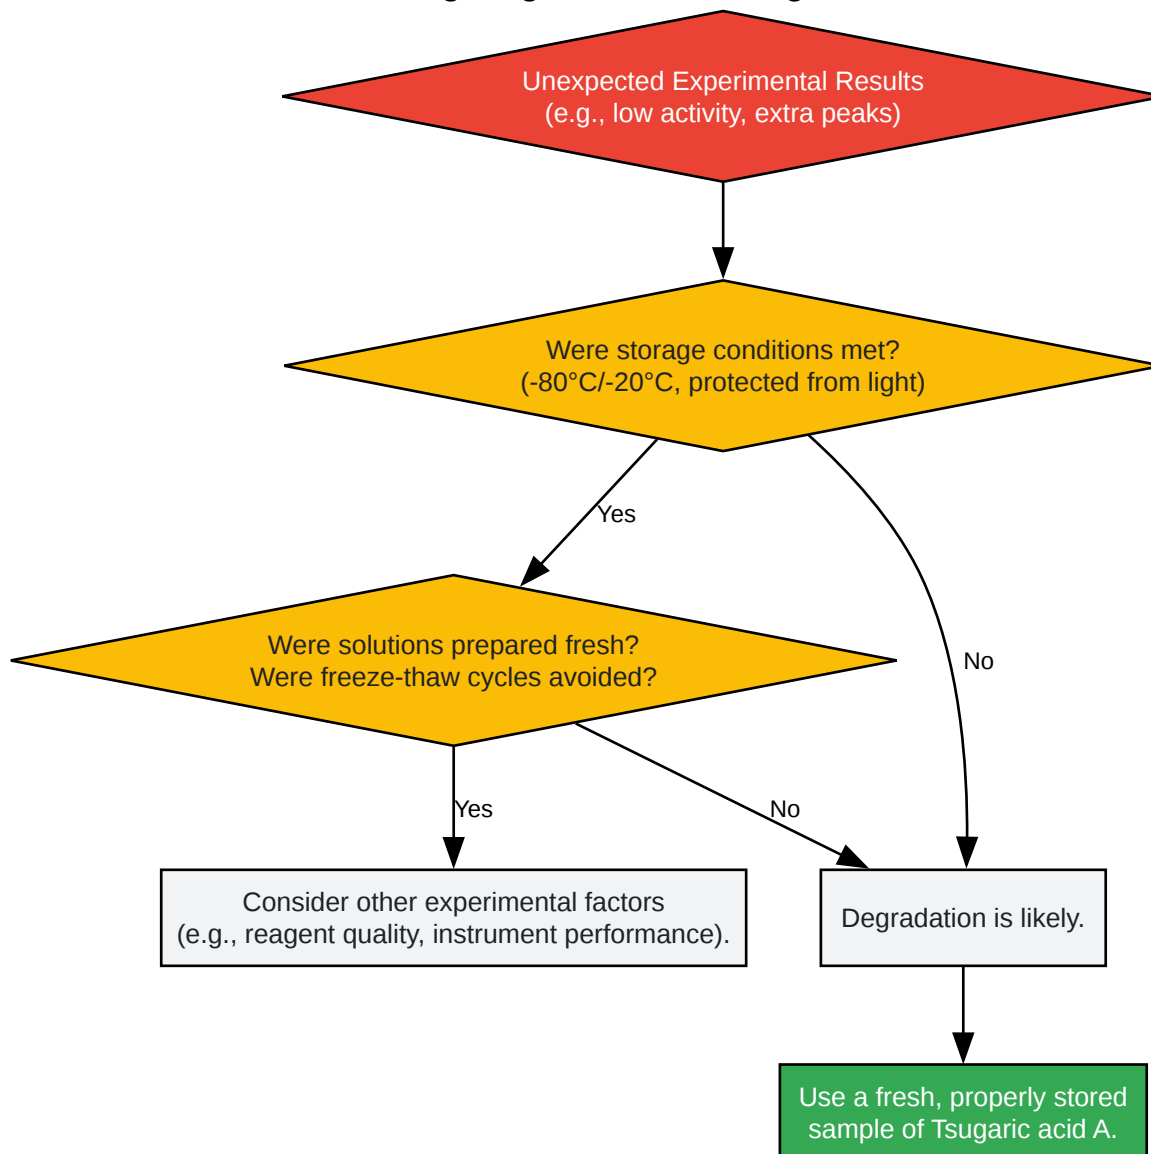 Unexpected Experimental Results
(e.g., low activity, extra peaks)
Were storage conditions met?
(-80°C/-20°C, protected from light)
Yes
Were solutions prepared fresh?
Were freeze-thaw cycles avoided?
No
Yes
No
Consider other experimental factors
(e.g., reagent quality, instrument performance).
Degradation is likely.
Use a fresh, properly stored
sample of Tsugaric acid A.